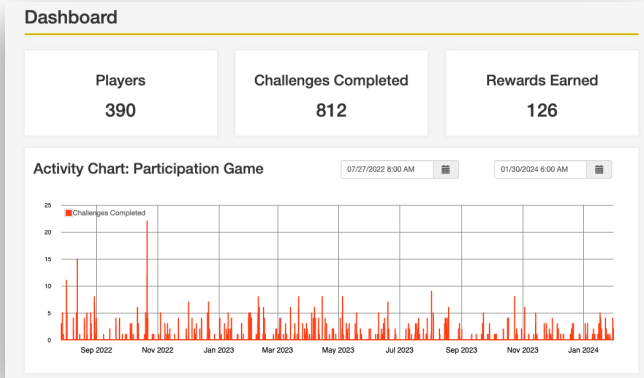 Dashboard
Players
390
Challenges Completed
812
Rewards Earned
126
Activity Chart: Participation Game
07/27/2022 8:00 AM
01/30/2024 6:00 AM
25
Challenges Completed
20
15
10
5
0
Sep 2022 Nov 2022 Jan 2023 Mar 2023 May 2023 Jul 2023 Sep 2023 Nov 2023 Jan 2024